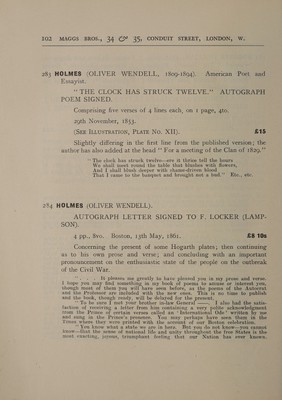 102 MAGGS BROS., 34 & 35, CONDUIT STREET, LONDON, W.
283 HOLMES (OLIVER WENDELL, 1809-1894). American Poet and
Essayist.
"THE CLOCK HAS STRUCK TWELVE." AUTOGRAPH
POEM SIGNED.
Comprising five verses of 4 lines each, on 1 page, 4to.
29th November, 1853.
(SEE ILLUSTRATION, PLATE NO. XII). £15
Slightly differing in the first line from the published version; the
author has also added at the head "For a meeting of the Clan of 1829."
"The clock has struck twelve—ere it thrice tell the hours
We shall meet round the table that blushes with flowers,
And I shall blush deeper with shame-driven blood
That I came to the banquet and brought not a bud." Etc., etc.
284 HOLMES (OLIVER WENDELL).
AUTOGRAPH LETTER SIGNED TO F. LOCKER (LAMP-
SON).
4 pp., 8vo. Boston, 13th May, 1861. £8 10s
Concerning the present of some Hogarth plates; then continuing
as to his own prose and verse; and concluding with an important
pronouncement on the enthusiastic state of the people on the outbreak
of the Civil War.
". . . It pleases me greatly to have pleased you in my prose and verse.
I hope you may find something in my book of poems to amuse or interest you,
though most of them you will have seen before, as the poems of the Autocrat
and the Professor are included with the new ones. This is no time to publish
and the book, though ready, will be delayed for the present.
"To be sure I met your brother in-law General ——. I also had the satis-
faction of receiving a letter from him containing a very polite acknowledgment
from the Prince of certain verses called an 'International Ode' written by me
and sung in the Prince's presence. You may perhaps have seen them in the
Times where they were printed with the account of our Boston celebration.
"You know what a state we are in here. But you do not know—you cannot
know—that the sense of national life and unity throughout the free States is the
most exacting, joyous, triumphant feeling that our Nation has ever known.